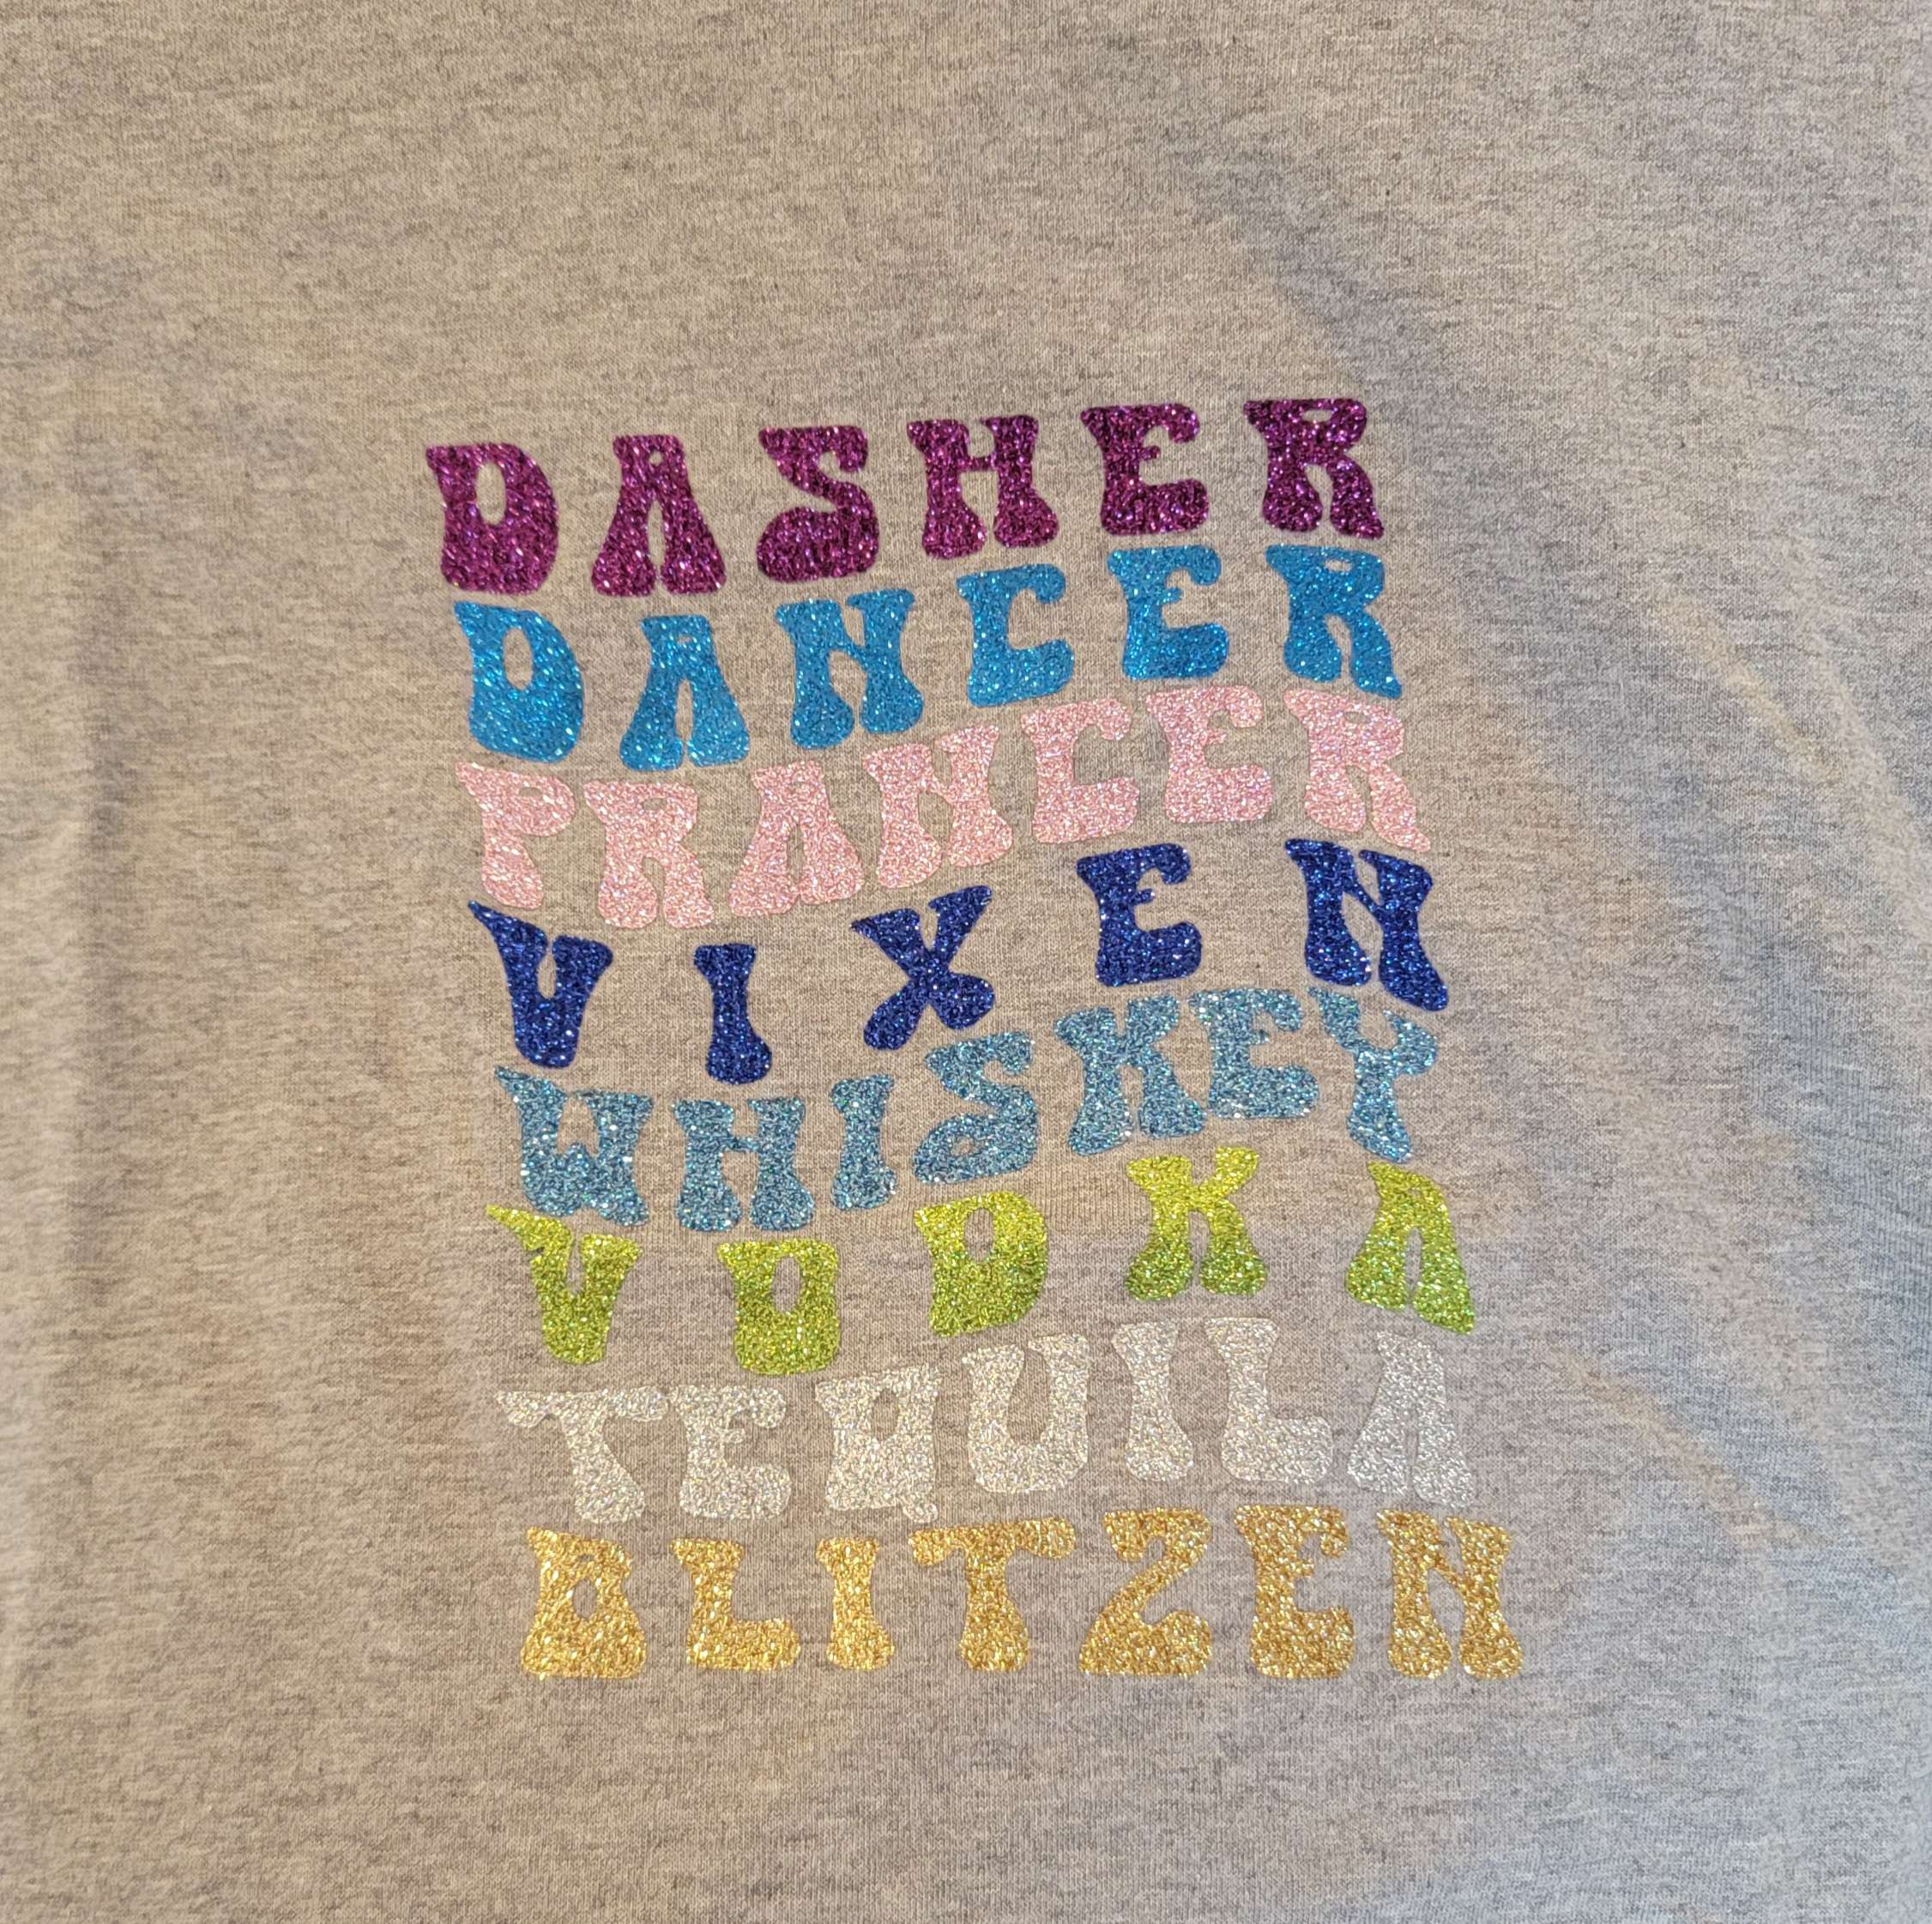 DASHER
DANCER
PRANCER
VIXEN
WHISKEY
VODKA
TEQUILA
BLITZEN